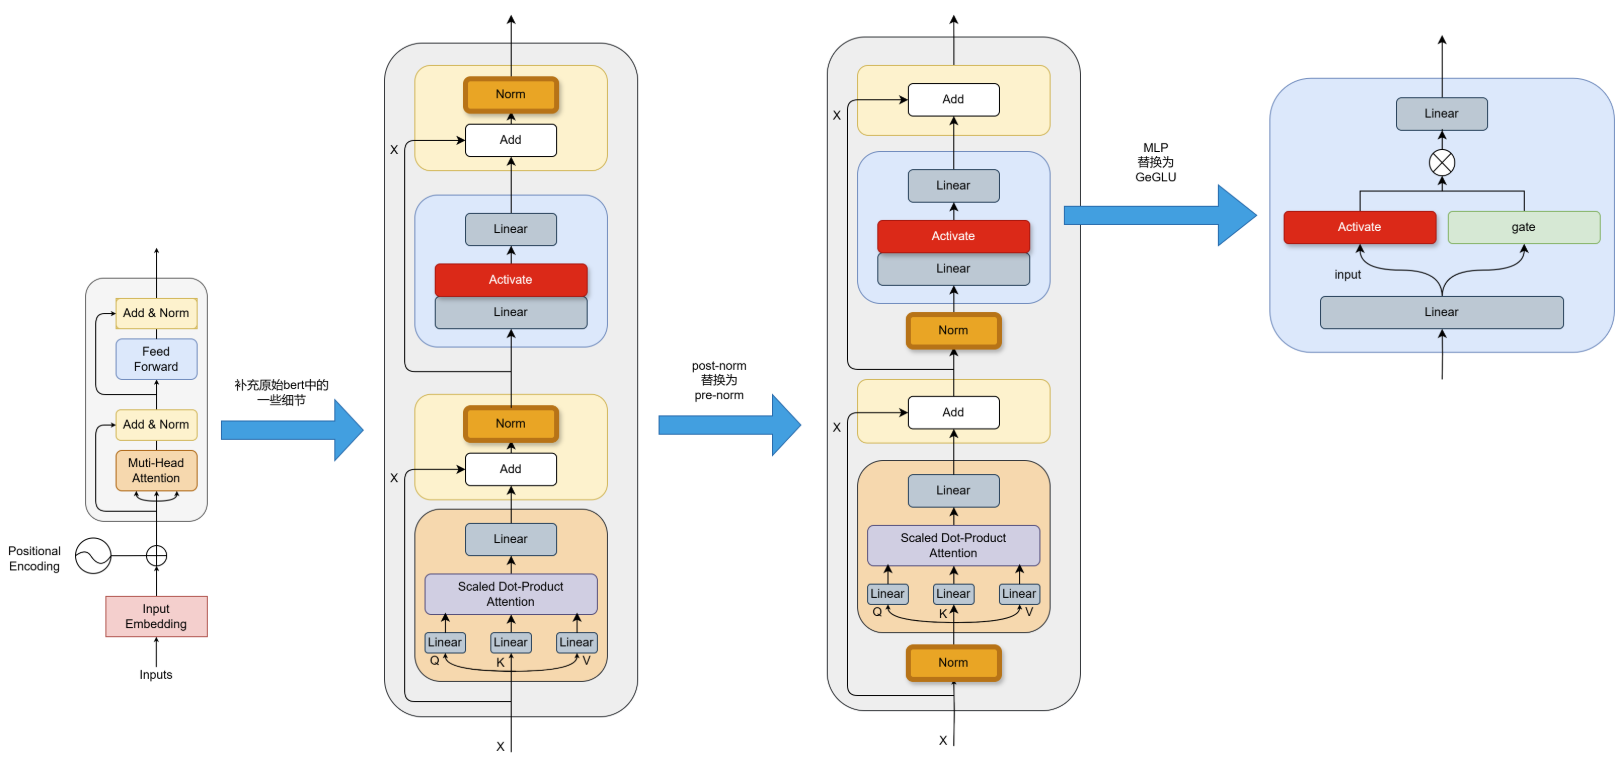 Add & Norm
Feed
Forward
Add & Norm
Muti-Head
Attention
Positional
Encoding
Input
Embedding
Inputs
补充原始bert中的
一些细节
Norm
Add
X
Linear
Activate
Linear
Norm
Add
X
Linear
Scaled Dot-Product
Attention
Linear
Linear
Linear
Q
K
V
X
post-norm
替换为
pre-norm
Add
X
Linear
Activate
Linear
Norm
Add
X
Linear
Scaled Dot-Product
Attention
Linear
Linear
Linear
Q
K
V
Norm
X
MLP
替换为
GeGLU
Linear
Activate
gate
input
Linear